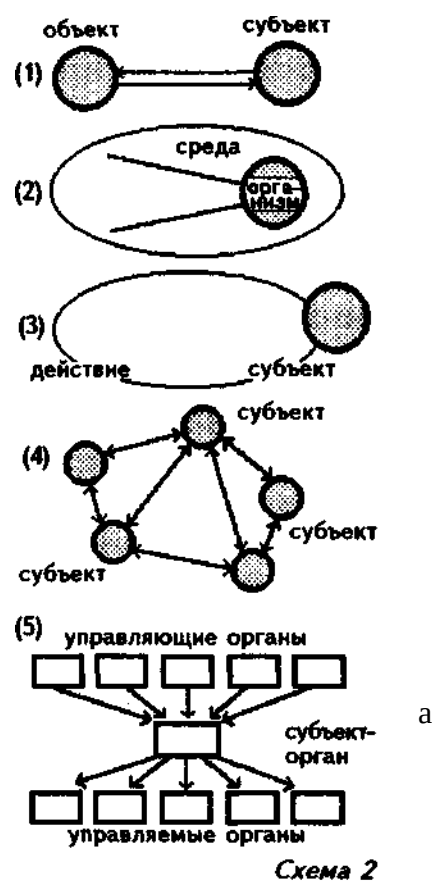 объект субъект
(1)
среда
(2) орга-
низм
(3)
действие субъект
субъект
(4)
субъект
субъект
(5)
управляющие органы
субъект-
орган
а
управляемые органы
Схема 2